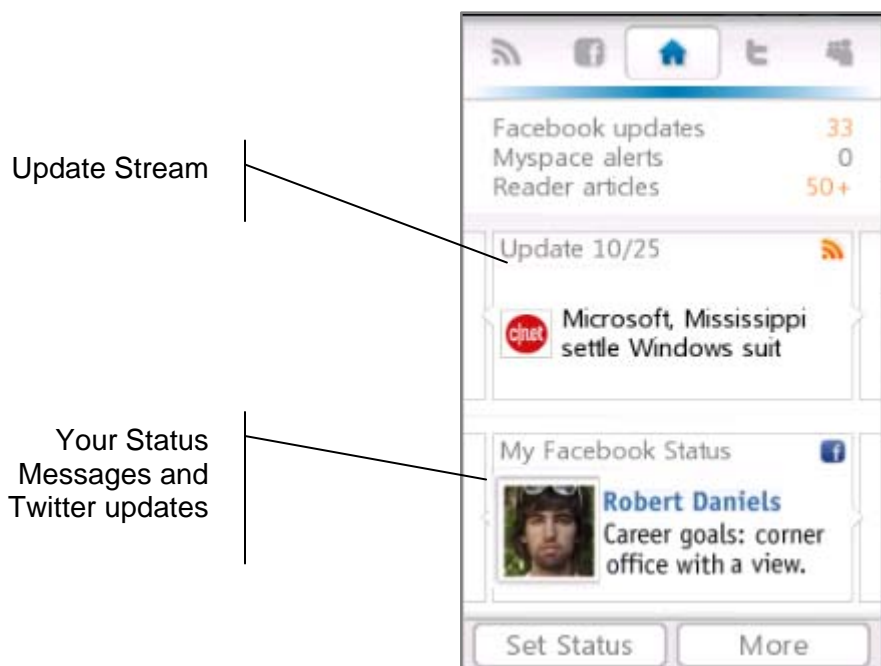 Facebook updates 33
Myspace alerts 0
Reader articles 50+
Update Stream
Update 10/25
c|net
Microsoft, Mississippi
settle Windows suit
Your Status
Messages and
Twitter updates
My Facebook Status
Robert Daniels
Career goals: corner
office with a view.
Set Status
More